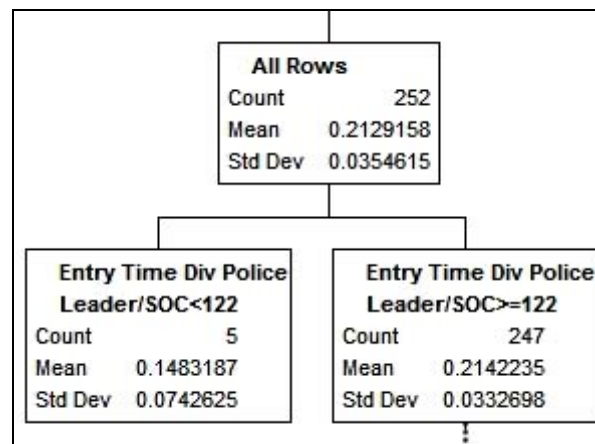 All Rows
Count 252
Mean 0.2129158
Std Dev 0.0354615
Entry Time Div Police
Leader/SOC<122
Count 5
Mean 0.1483187
Std Dev 0.0742625
Entry Time Div Police
Leader/SOC>=122
Count 247
Mean 0.2142235
Std Dev 0.0332698